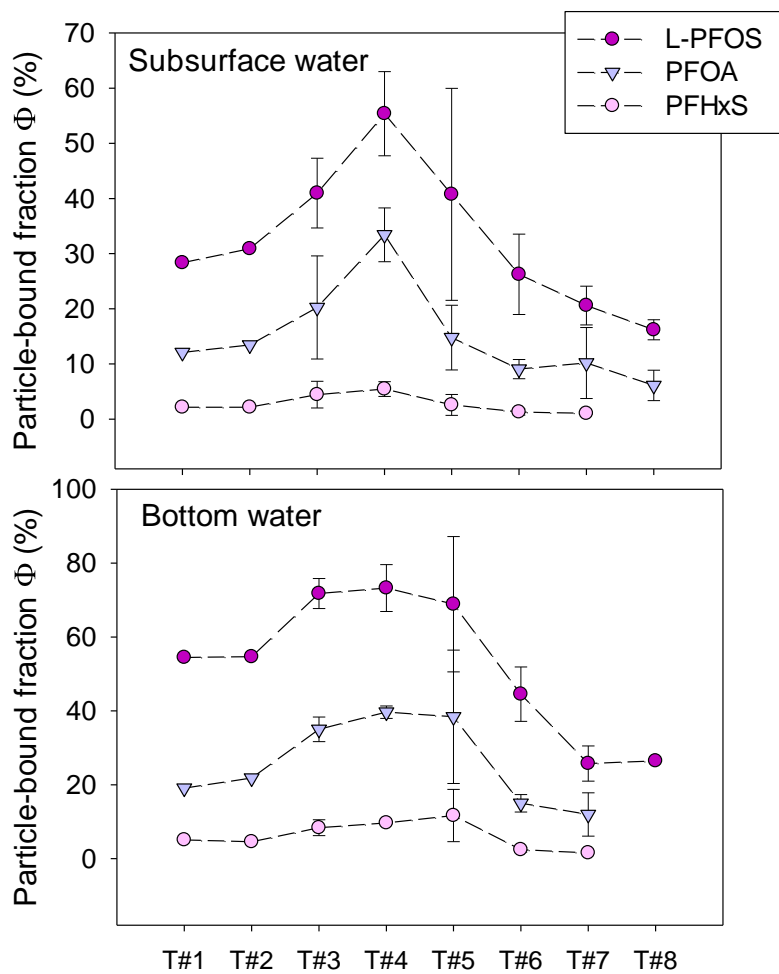 L-PFOS
PFOA
PFHxS
Subsurface water
Particle-bound fraction Φ (%)
70
60
50
40
30
20
10
0
Bottom water
Particle-bound fraction Φ (%)
100
80
60
40
20
0
T#1 T#2 T#3 T#4 T#5 T#6 T#7 T#8